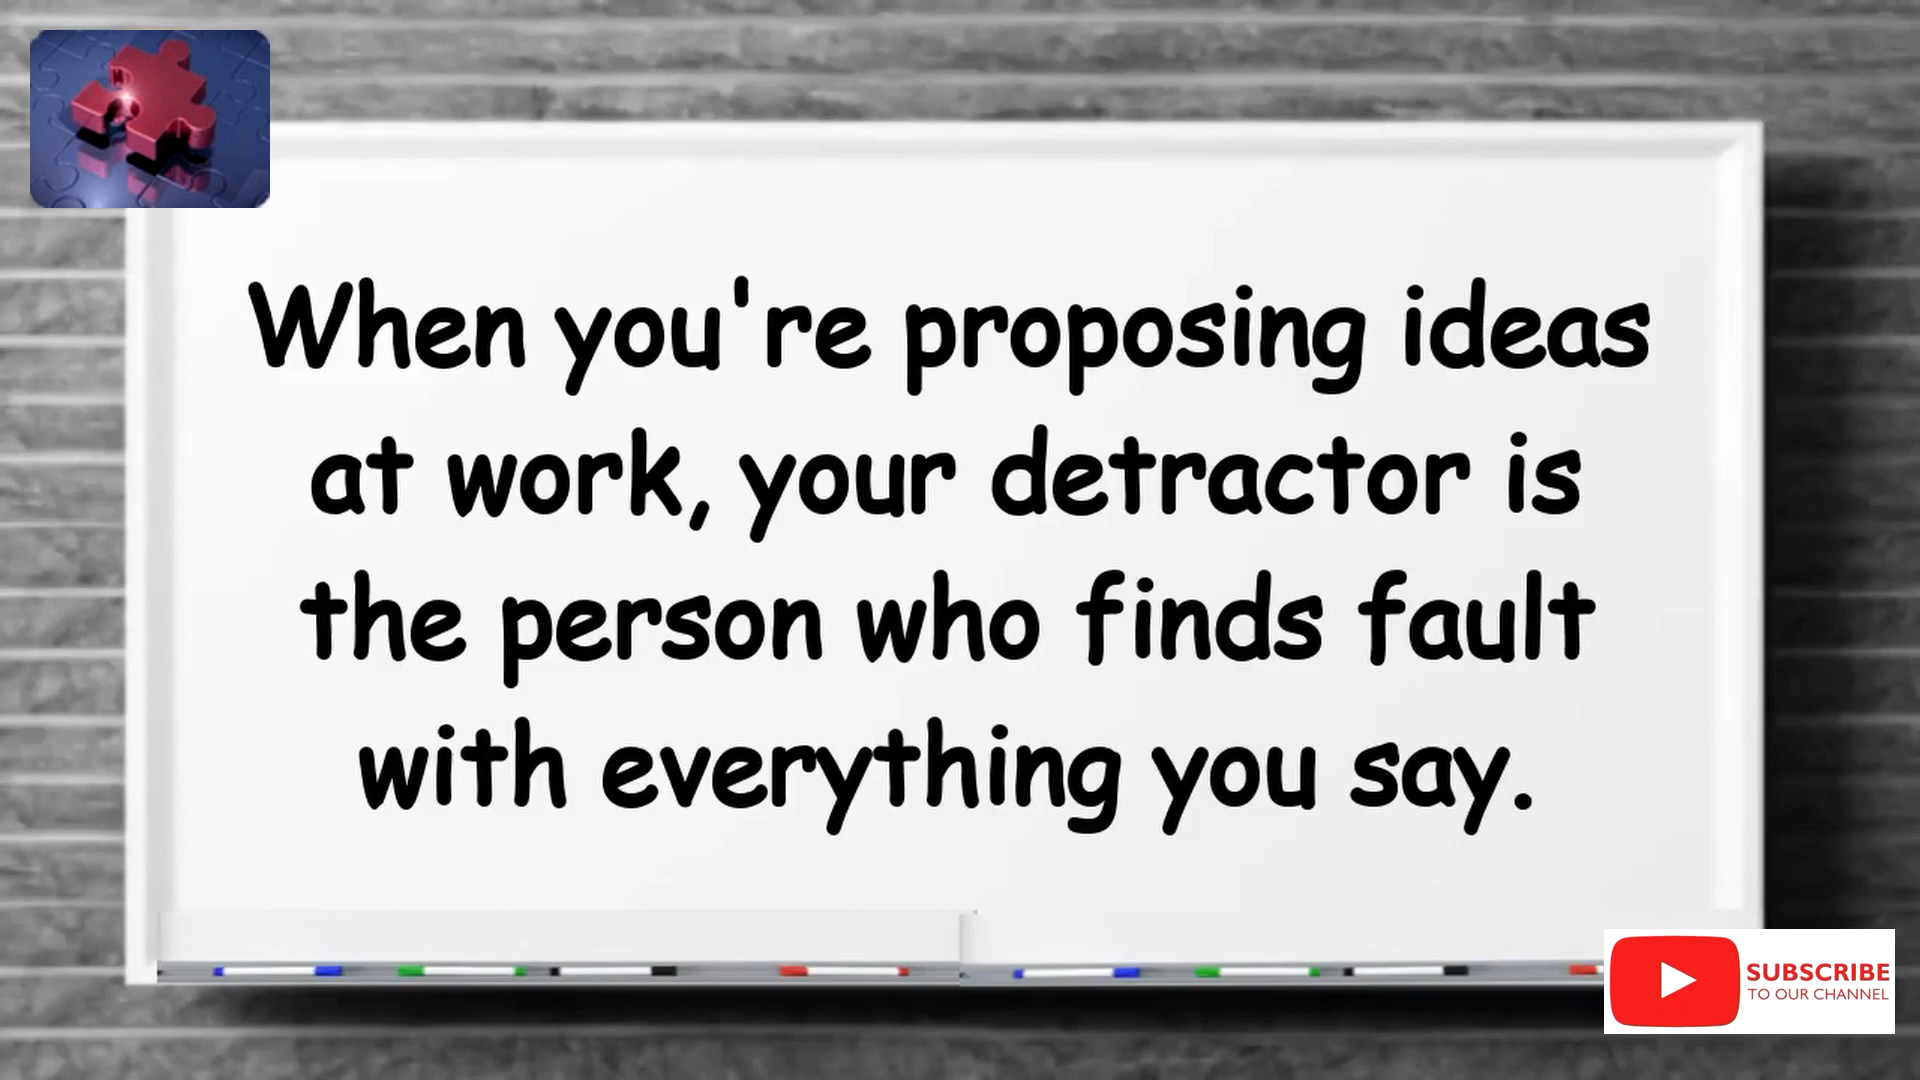 When you're proposing ideas
at work, your detractor is
the person who finds fault
with everything you say.
SUBSCRIBE
TO OUR CHANNEL